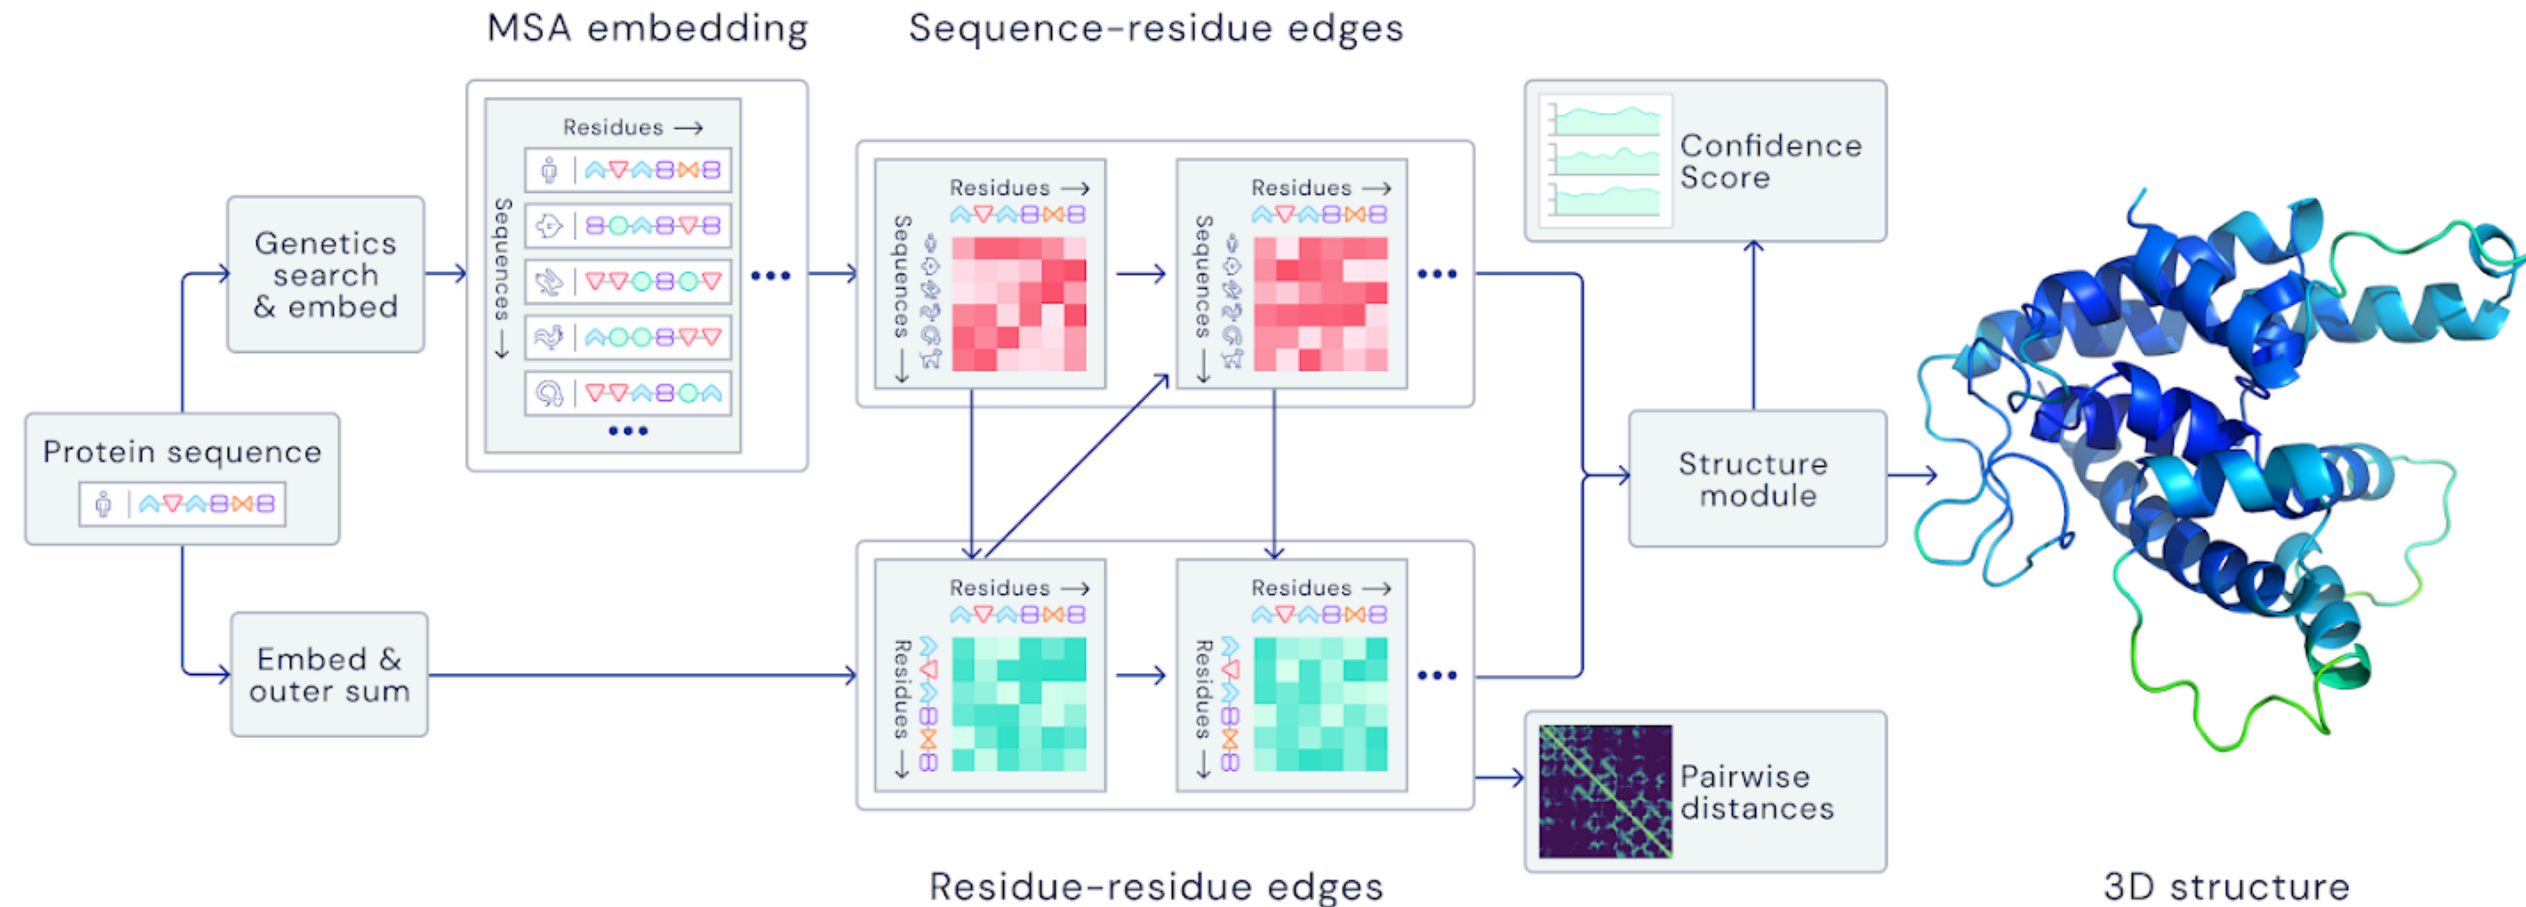 MSA embedding
Sequence-residue edges
Residues →
Sequences →
Genetics
search
& embed
Protein sequence
Embed &
outer sum
Residues →
Sequences →
Residues →
Sequences →
Residues →
Residues →
Residues →
Residues →
Confidence
Score
Structure
module
Pairwise
distances
Residue-residue edges
3D structure